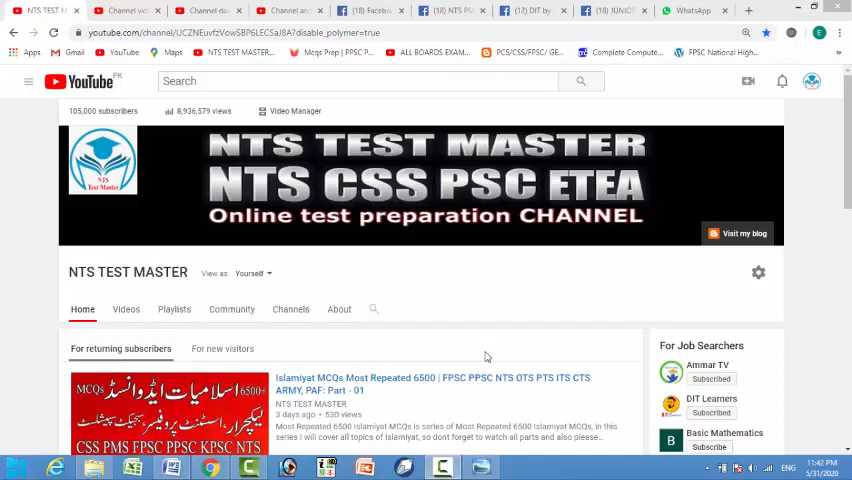 NTS TEST M
Channel vid
Channel da
Channel an
(18) Facebo
(18) NTS PS
(12) DIT by
(18) JUNIO
WhatsApp
youtube.com/channel/UCZNEuvfzVowSBP6LECSaJ8A?disable_polymer=true
Apps
Gmail
YouTube
Maps
NTS TEST MASTER...
Mcqs Prep | PPSC P...
ALL BOARDS EXAM...
PCS/CSS/FPSC/ GE...
Complete Compute...
FPSC National High...
YouTube PK
Search
105,000 subscribers
8,936,579 views
Video Manager
NTS TEST MASTER
NTS CSS PSC ETEA
Online test preparation CHANNEL
NTS
Test Master
Visit my blog
NTS TEST MASTER
View as: Yourself
Home
Videos
Playlists
Community
Channels
About
For returning subscribers
For new visitors
MCQs اسلامیات ایڈوانسڈ 6500+
لیکچرار، اسسٹنٹ پروفیسر، سبجیکٹ سپیشلسٹ
CSS PMS FPSC PPSC KPSC NTS
Islamiyat MCQs Most Repeated 6500 | FPSC PPSC NTS OTS PTS ITS CTS
ARMY, PAF: Part - 01
NTS TEST MASTER
3 days ago • 530 views
Most Repeated 6500 Islamiyat MCQs is series of Most Repeated 6500 Islamiyat MCQs, in
this series I will cover all topics of Islamiyat, so dont forget to watch all parts and also please...
For Job Searchers
Ammar TV
Subscribed
DIT Learners
Subscribed
B
Basic Mathematics
Subscribe
ENG
11:42 PM
5/31/2020